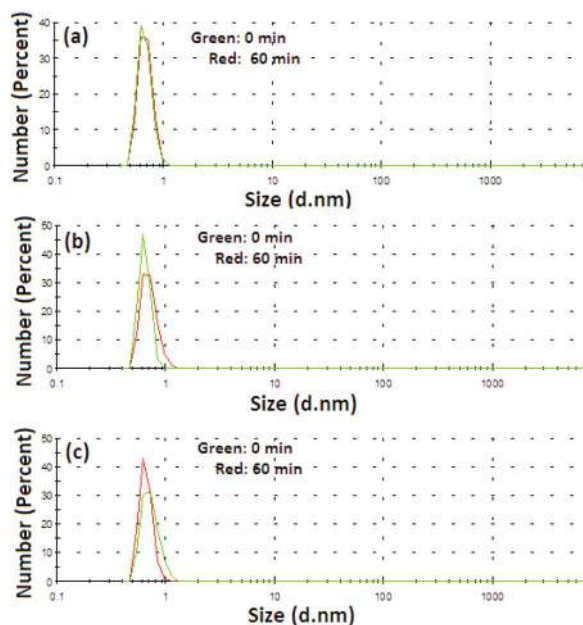 (a)
Green: 0 min
Red: 60 min
Number (Percent)
40
30
20
10
0
0.1 1 10 100 1000
Size (d.nm)
(b)
Green: 0 min
Red: 60 min
Number (Percent)
50
40
30
20
10
0
0.1 1 10 100 1000
Size (d.nm)
(c)
Green: 0 min
Red: 60 min
Number (Percent)
50
40
30
20
10
0
0.1 1 10 100 1000
Size (d.nm)